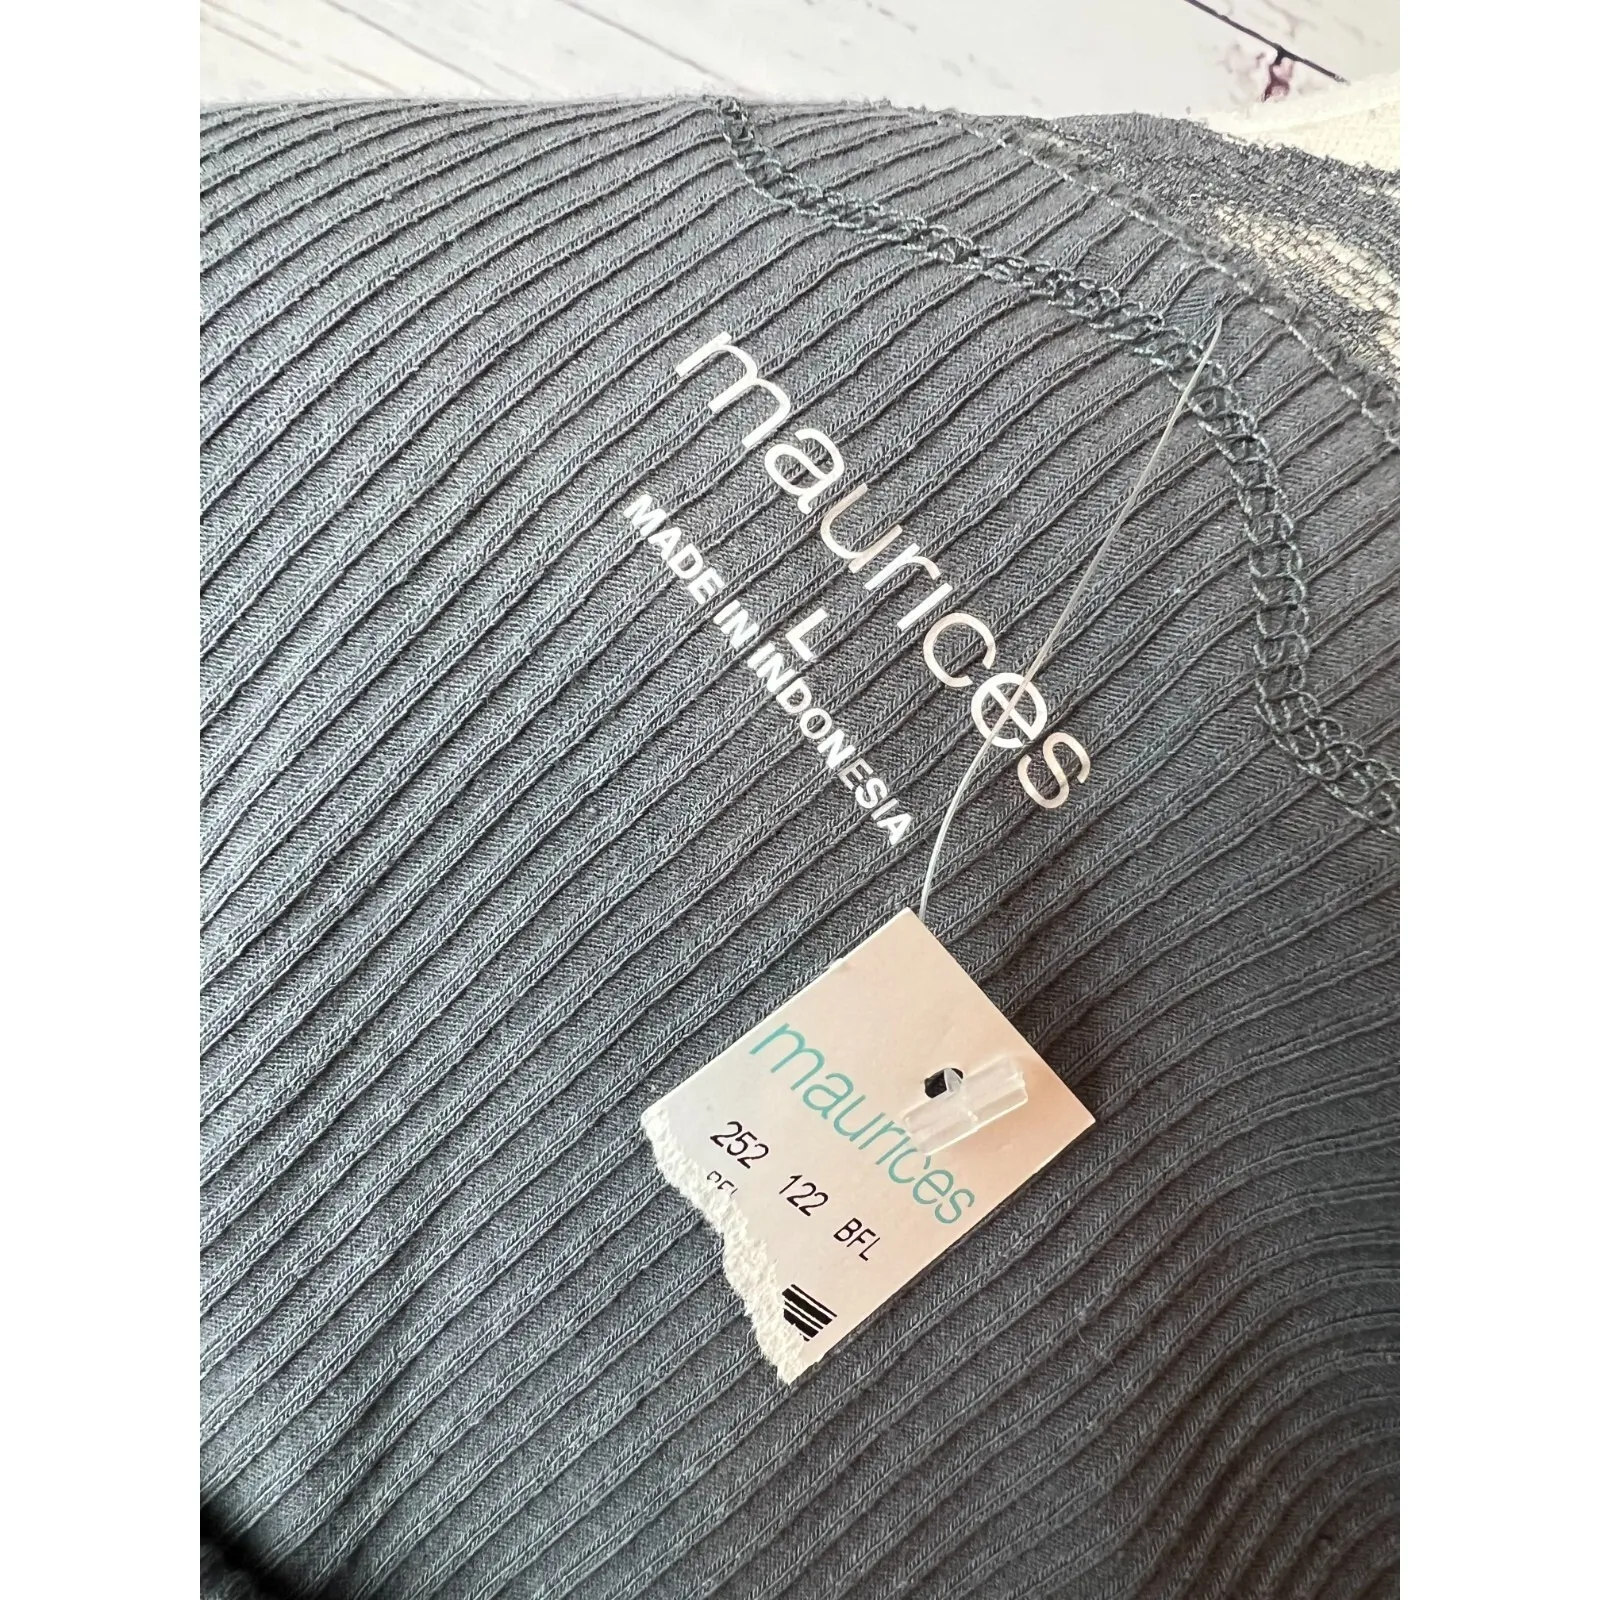 maurices
L
MADE IN INDONESIA
maurices
252 122 BFL